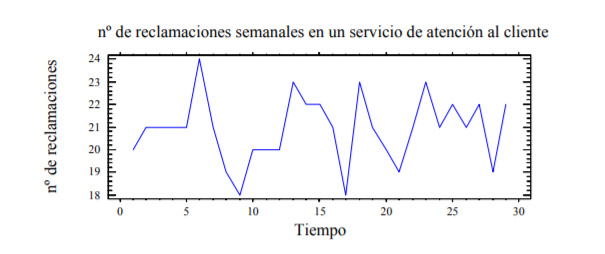 nº de reclamaciones semanales en un servicio de atención al cliente
nº de reclamaciones
24
23
22
21
20
19
18
0 5 10 15 20 25 30
Tiempo